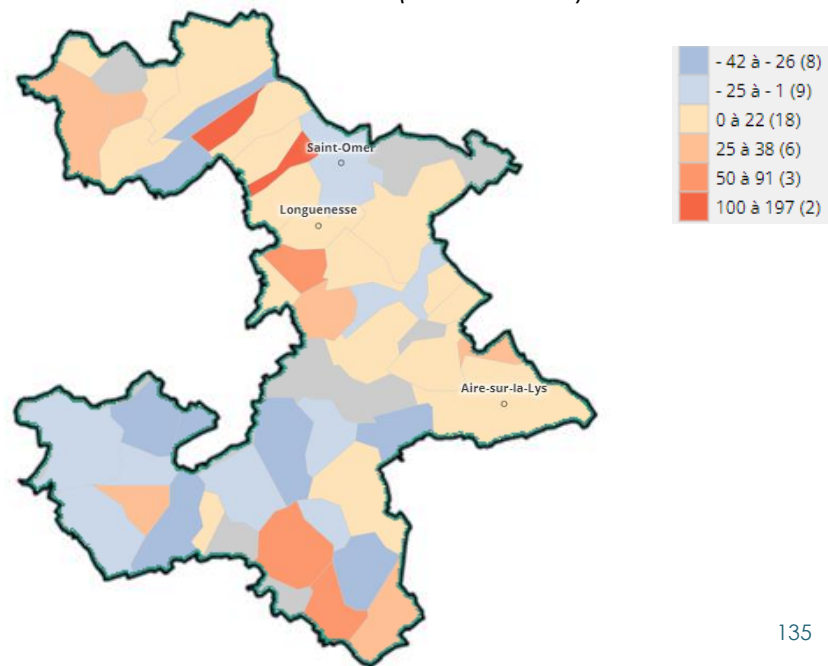 - 42 à - 26 (8)
- 25 à - 1 (9)
0 à 22 (18)
25 à 38 (6)
50 à 91 (3)
100 à 197 (2)
Saint-Omer
Longuenesse
Aire-sur-la-Lys
135